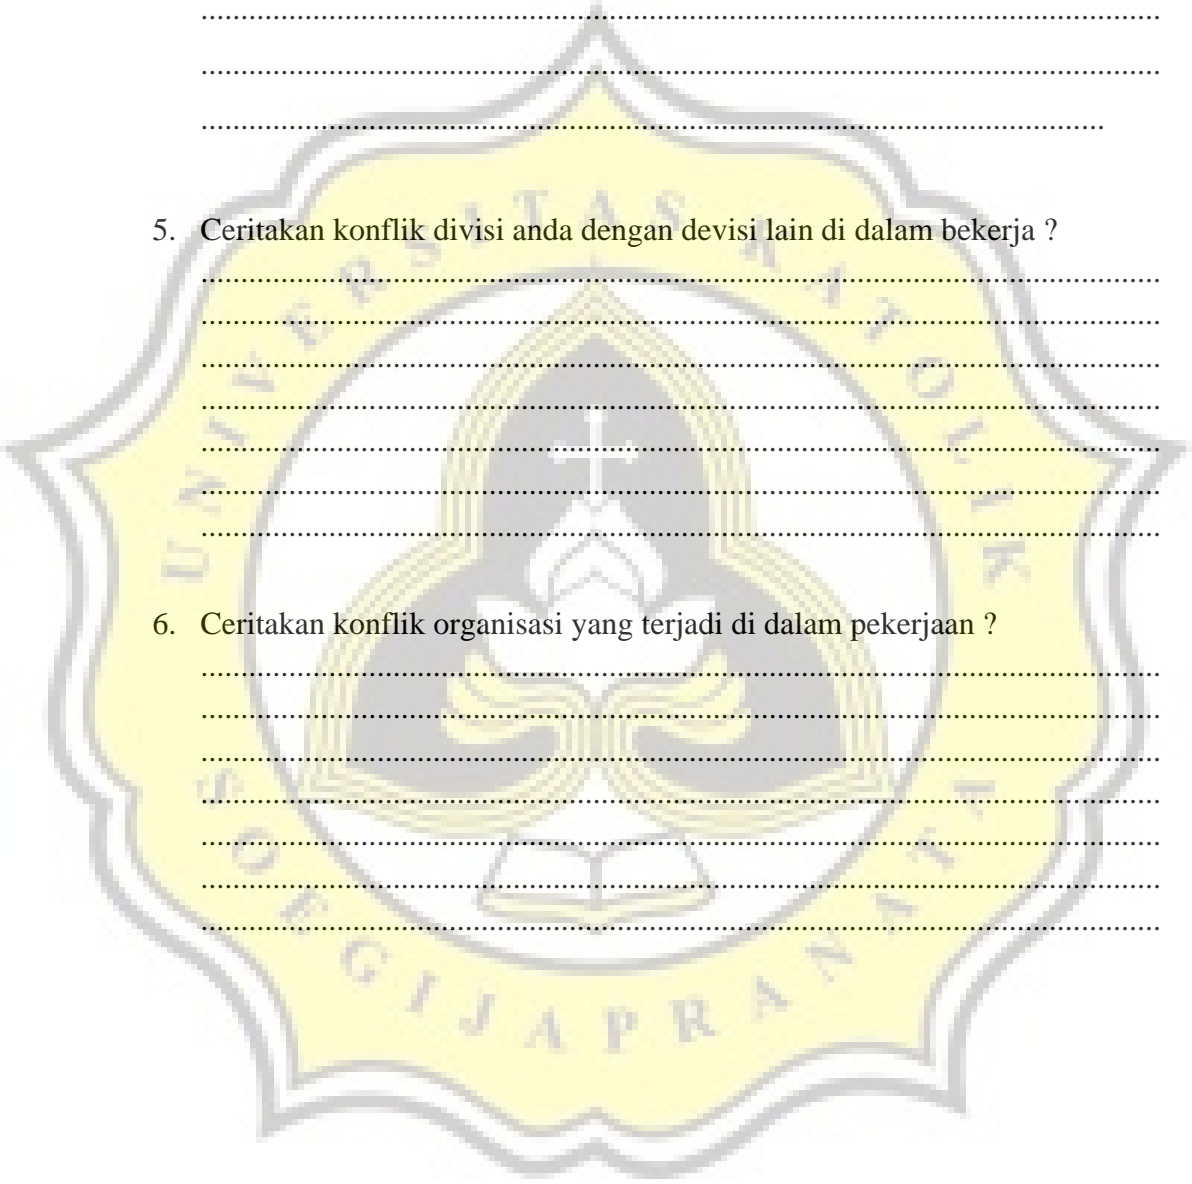 5. Ceritakan konflik divisi anda dengan devisi lain di dalam bekerja ?
6. Ceritakan konflik organisasi yang terjadi di dalam pekerjaan ?
UNIVERSITAS KATOLIK
SOEGIJAPRANATA